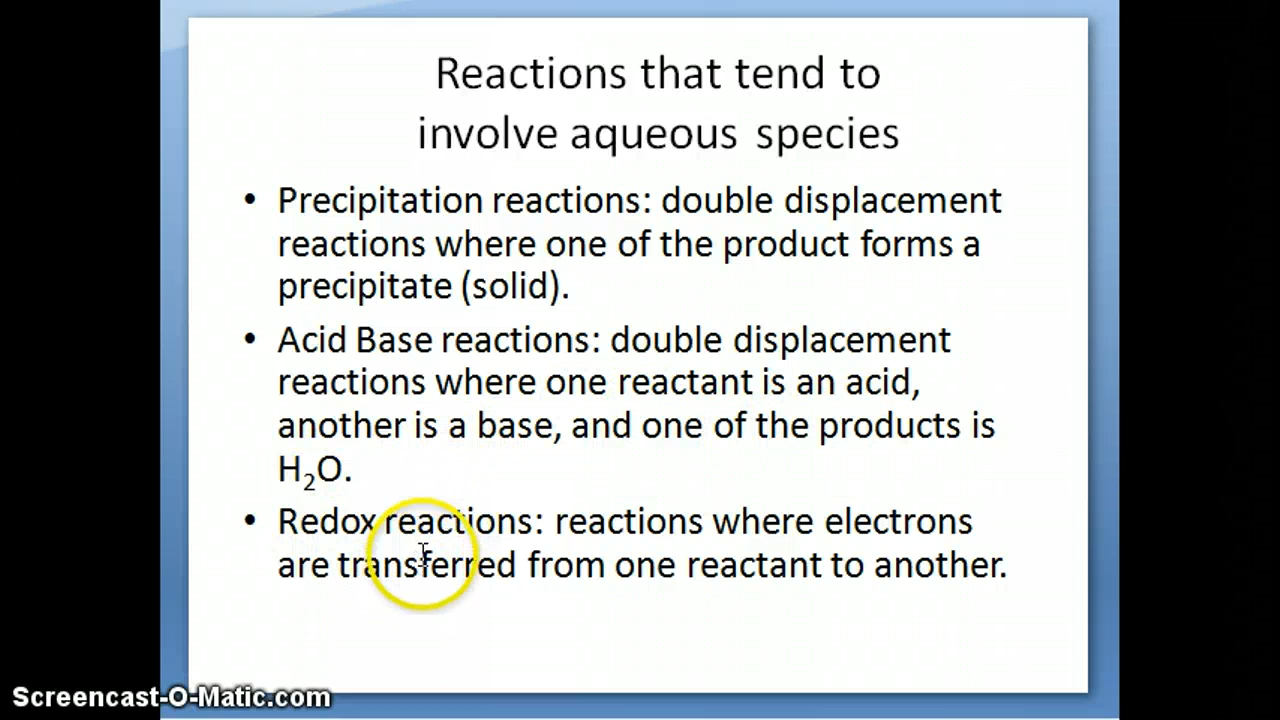 Reactions that tend to
involve aqueous species
• Precipitation reactions: double displacement
reactions where one of the product forms a
precipitate (solid).
• Acid Base reactions: double displacement
reactions where one reactant is an acid,
another is a base, and one of the products is
H₂O.
• Redox reactions: reactions where electrons
are transferred from one reactant to another.
Screencast-O-Matic.com